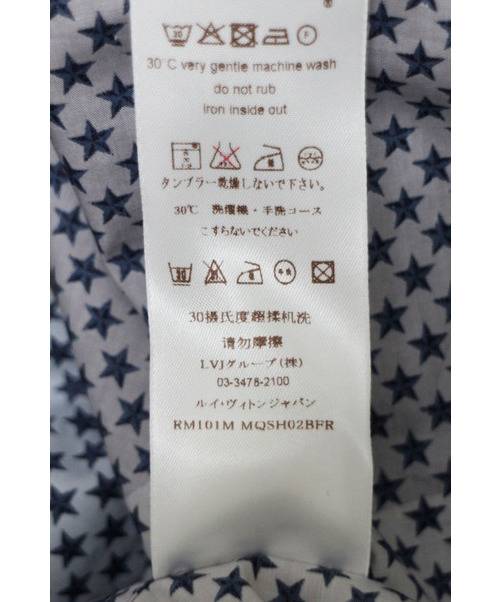 30°C very gentle machine wash
do not rub
iron inside out
タンブラー乾燥しないで下さい。
30℃ 洗濯機・手洗コース
こすらないでください
30摄氏度超揉机洗
请勿摩擦
LVJグループ(株)
03-3478-2100
ルイ・ヴィトンジャパン
RM101M MQSH02BFR